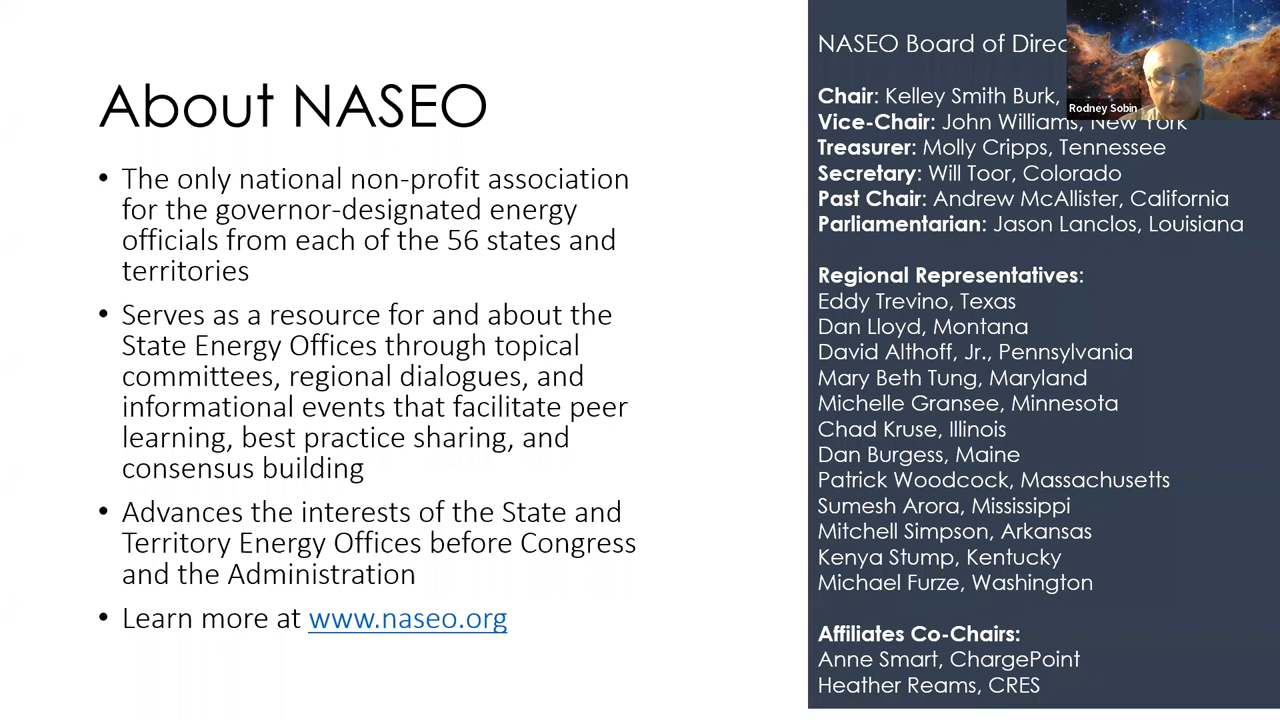 About NASEO
• The only national non-profit association
for the governor-designated energy
officials from each of the 56 states and
territories
• Serves as a resource for and about the
State Energy Offices through topical
committees, regional dialogues, and
informational events that facilitate peer
learning, best practice sharing, and
consensus building
• Advances the interests of the State and
Territory Energy Offices before Congress
and the Administration
• Learn more at www.naseo.org
NASEO Board of
Rodney Sobin
Chair: Kelley Smith Burk,
Vice-Chair: John Williams, New York
Treasurer: Molly Cripps, Tennessee
Secretary: Will Toor, Colorado
Past Chair: Andrew McAllister, California
Parliamentarian: Jason Lanclos, Louisiana
Regional Representatives:
Eddy Trevino, Texas
Dan Lloyd, Montana
David Althoff, Jr., Pennsylvania
Mary Beth Tung, Maryland
Michelle Gransee, Minnesota
Chad Kruse, Illinois
Dan Burgess, Maine
Patrick Woodcock, Massachusetts
Sumesh Arora, Mississippi
Mitchell Simpson, Arkansas
Kenya Stump, Kentucky
Michael Furze, Washington
Affiliates Co-Chairs:
Anne Smart, ChargePoint
Heather Reams, CRES